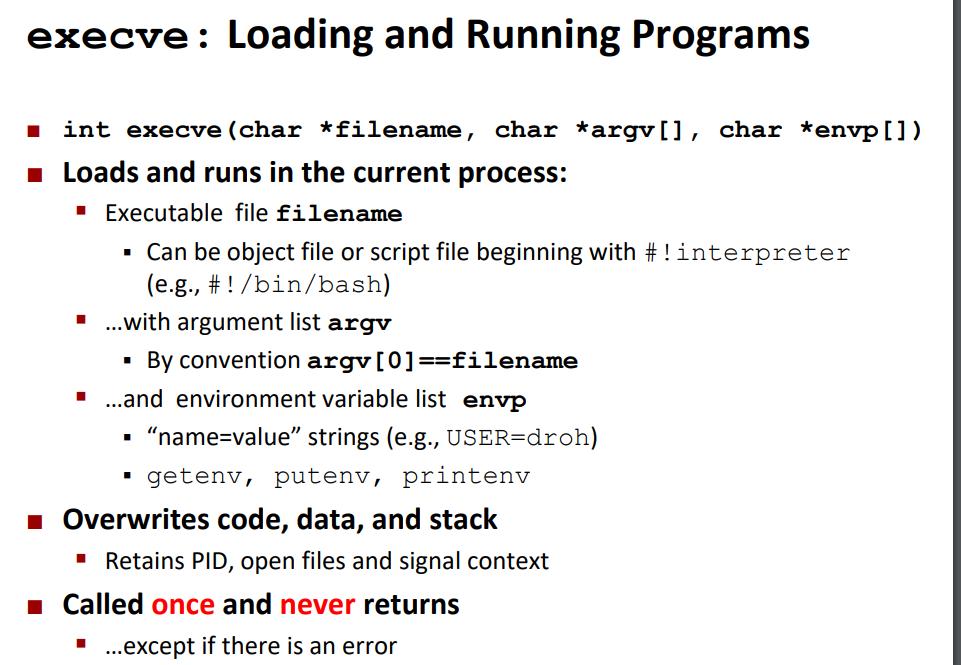 execve: Loading and Running Programs
int execve(char *filename, char *argv[], char *envp[])
Loads and runs in the current process:
Executable file filename
Can be object file or script file beginning with #!interpreter
(e.g., #!/bin/bash)
…with argument list argv
By convention argv[0]==filename
…and environment variable list envp
“name=value” strings (e.g., USER=droh)
getenv, putenv, printenv
Overwrites code, data, and stack
Retains PID, open files and signal context
Called once and never returns
…except if there is an error